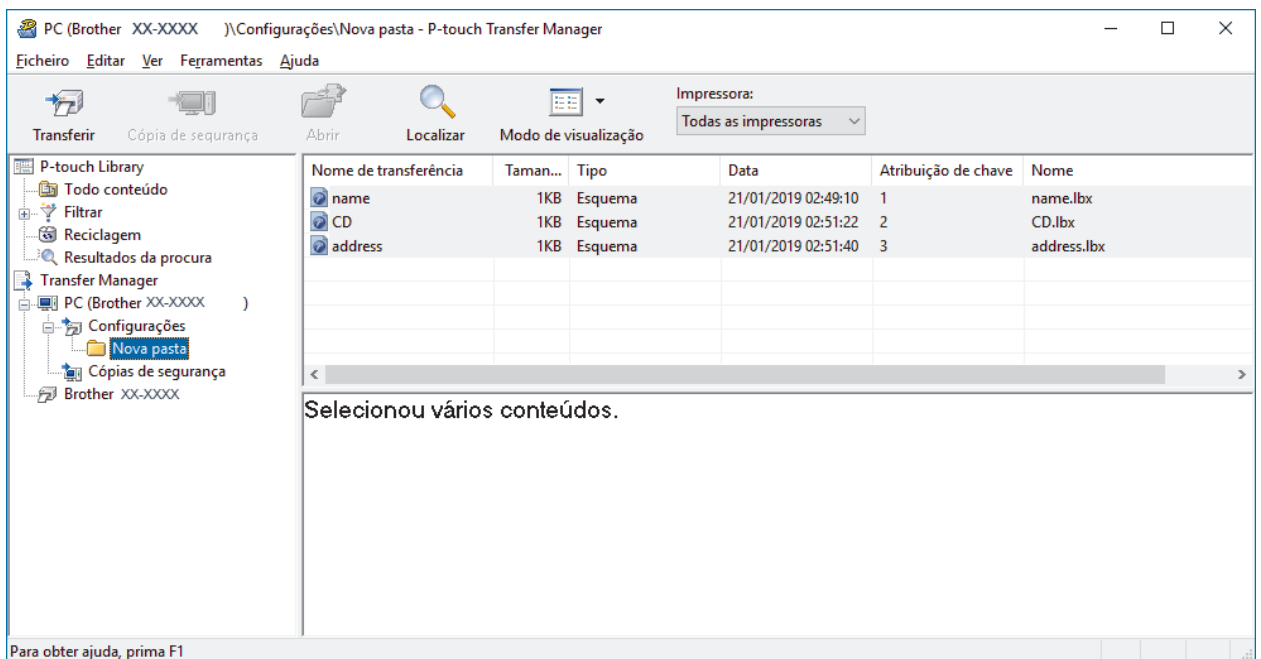 PC (Brother XX-XXXX )\Configurações\Nova pasta - P-touch Transfer Manager
Ficheiro Editar Ver Ferramentas Ajuda
Impressora:
Todas as impressoras
Transferir Cópia de segurança Abrir Localizar Modo de visualização
P-touch Library
Todo conteúdo
Filtrar
Reciclagem
Resultados da procura
Transfer Manager
PC (Brother XX-XXXX )
Configurações
Nova pasta
Cópias de segurança
Brother XX-XXXX
Nome de transferência Taman... Tipo Data Atribuição de chave Nome
name 1KB Esquema 21/01/2019 02:49:10 1 name.lbx
CD 1KB Esquema 21/01/2019 02:51:22 2 CD.lbx
address 1KB Esquema 21/01/2019 02:51:40 3 address.lbx
Selecionou vários conteúdos.
Para obter ajuda, prima F1